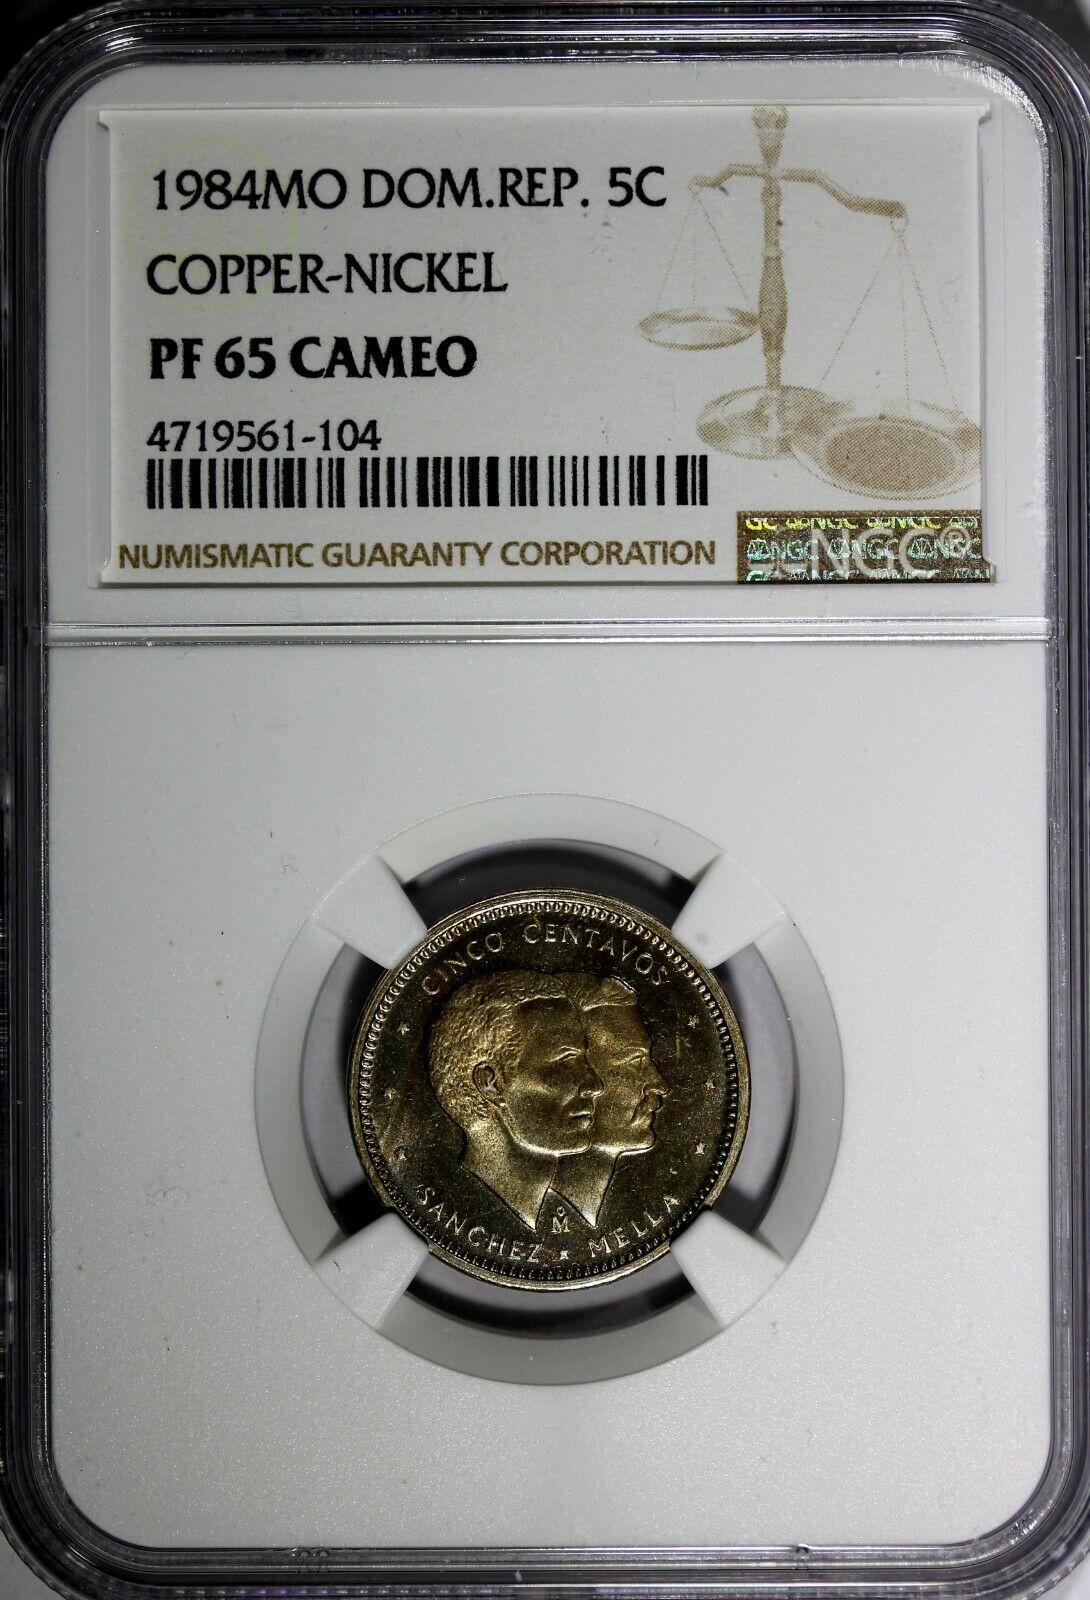 1984MO DOM.REP. 5C
COPPER-NICKEL
PF 65 CAMEO
4719561-104
NUMISMATIC GUARANTY CORPORATION
NGC®
CINCO CENTAVOS
SANCHEZ ★ MELLA